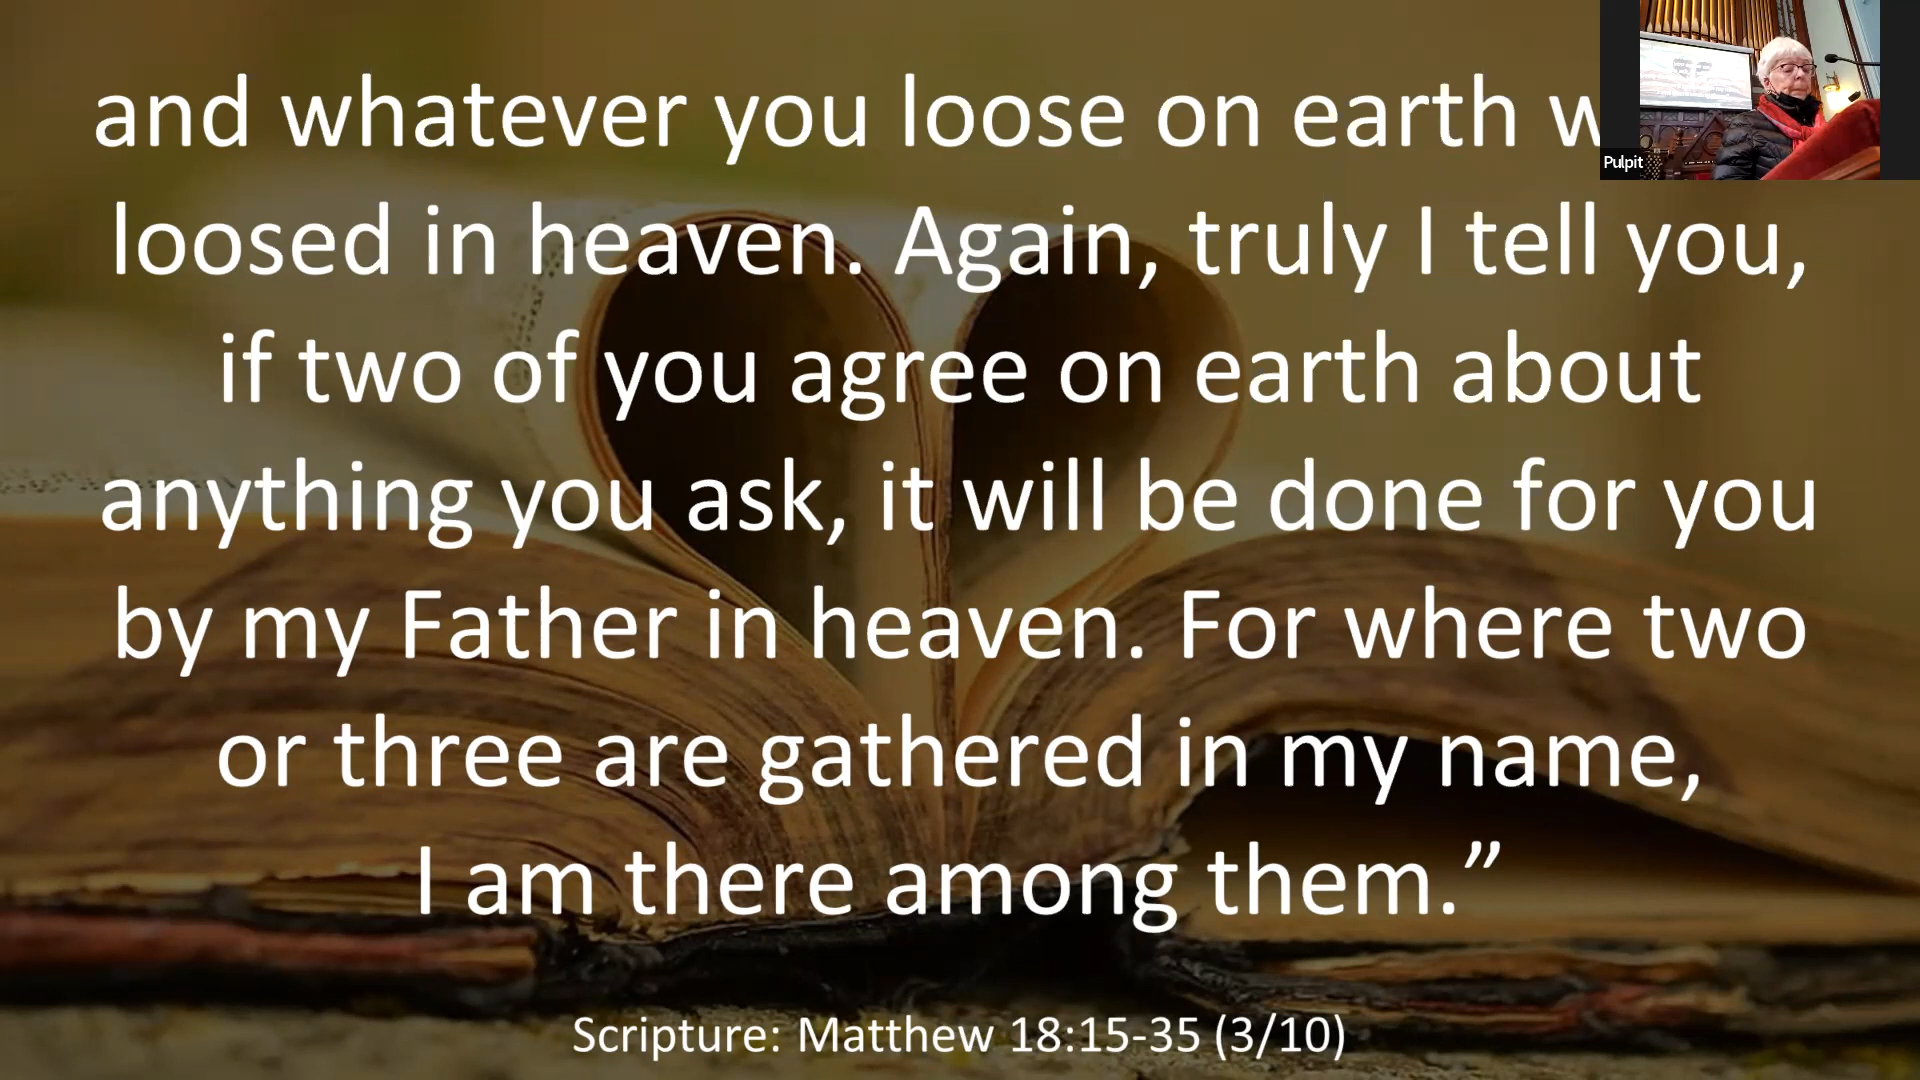 and whatever you loose on earth w
loosed in heaven. Again, truly I tell you,
if two of you agree on earth about
anything you ask, it will be done for you
by my Father in heaven. For where two
or three are gathered in my name,
I am there among them.”
Scripture: Matthew 18:15-35 (3/10)
Pulpit